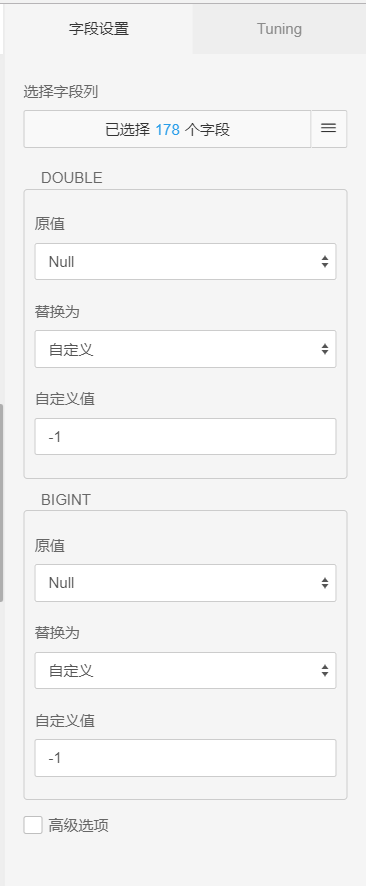 字段设置 Tuning
选择字段列
已选择 178 个字段
DOUBLE
原值
Null
替换为
自定义
自定义值
-1
BIGINT
原值
Null
替换为
自定义
自定义值
-1
高级选项